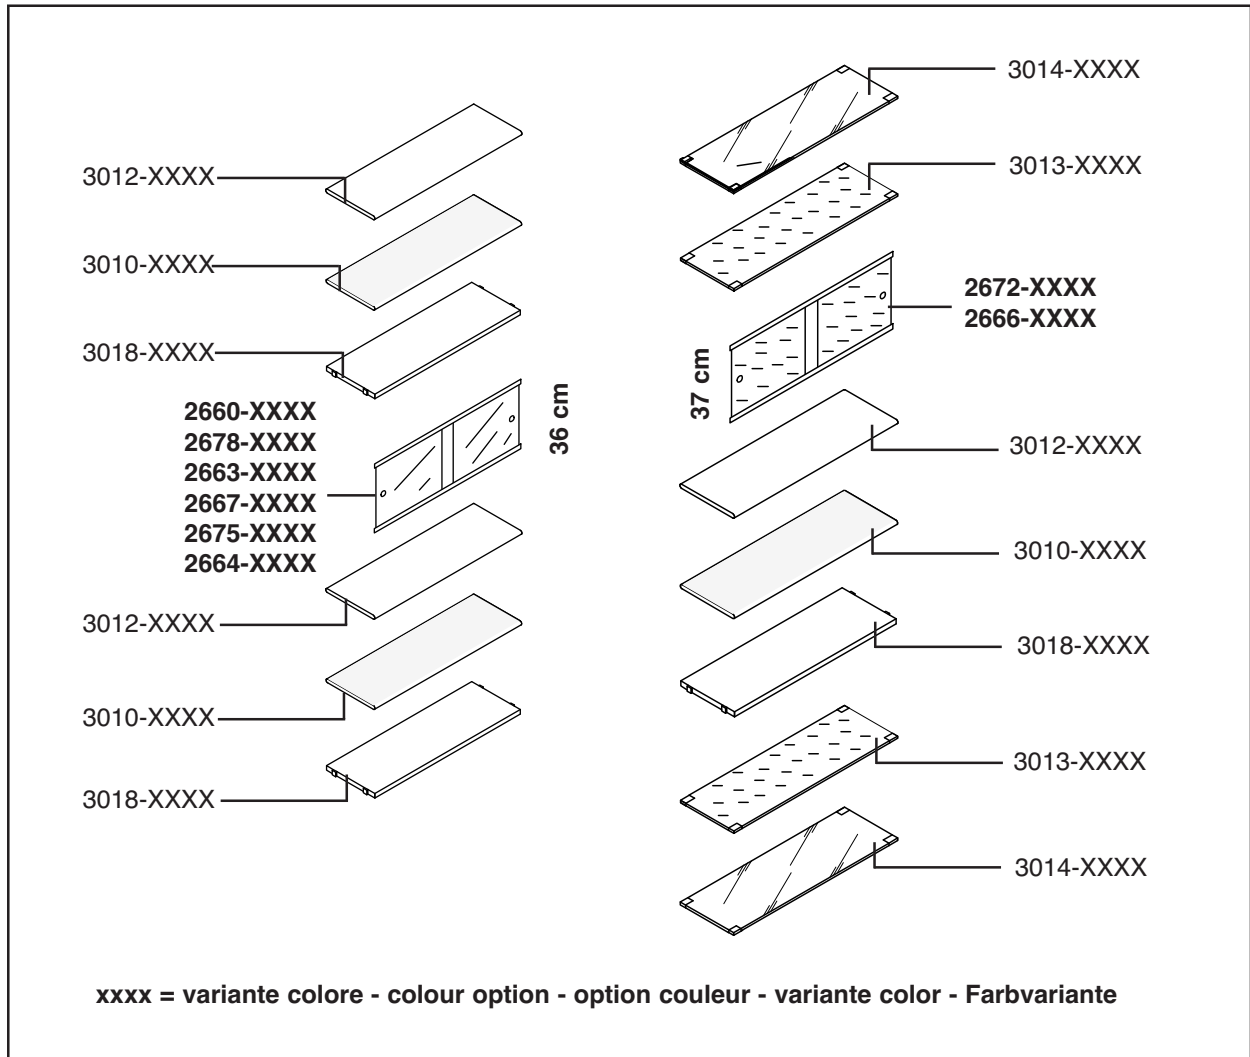 3012-XXXX
3010-XXXX
3018-XXXX
2660-XXXX
2678-XXXX
2663-XXXX
2667-XXXX
2675-XXXX
2664-XXXX
36 cm
3012-XXXX
3010-XXXX
3018-XXXX
3014-XXXX
3013-XXXX
2672-XXXX
2666-XXXX
37 cm
3012-XXXX
3010-XXXX
3018-XXXX
3013-XXXX
3014-XXXX
xxxx = variante colore - colour option - option couleur - variante color - Farbvariante